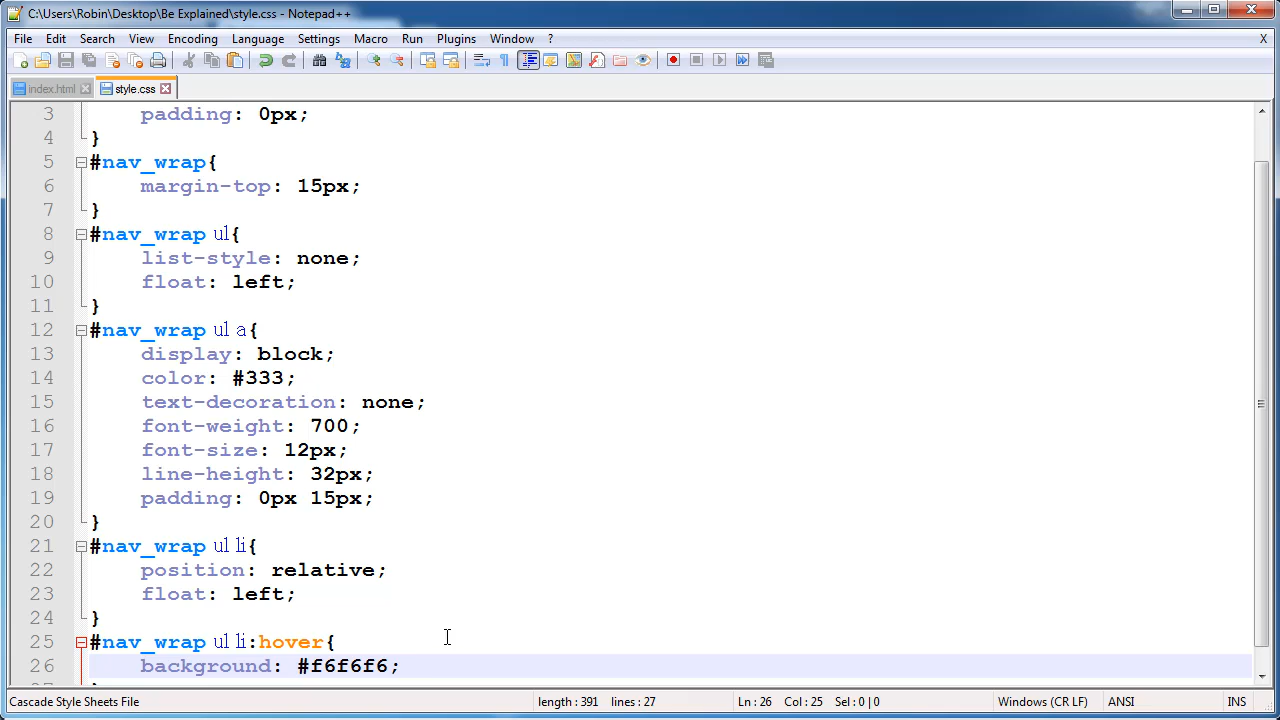 C:\Users\Robin\Desktop\Be Explained\style.css - Notepad++
File Edit Search View Encoding Language Settings Macro Run Plugins Window ? X
index.html style.css
3 padding: 0px;
4 }
5 #nav_wrap{
6 margin-top: 15px;
7 }
8 #nav_wrap ul{
9 list-style: none;
10 float: left;
11 }
12 #nav_wrap ul a{
13 display: block;
14 color: #333;
15 text-decoration: none;
16 font-weight: 700;
17 font-size: 12px;
18 line-height: 32px;
19 padding: 0px 15px;
20 }
21 #nav_wrap ul li{
22 position: relative;
23 float: left;
24 }
25 #nav_wrap ul li:hover{
26 background: #f6f6f6;
Cascade Style Sheets File length : 391 lines : 27 Ln : 26 Col : 25 Sel : 0 | 0 Windows (CR LF) ANSI INS